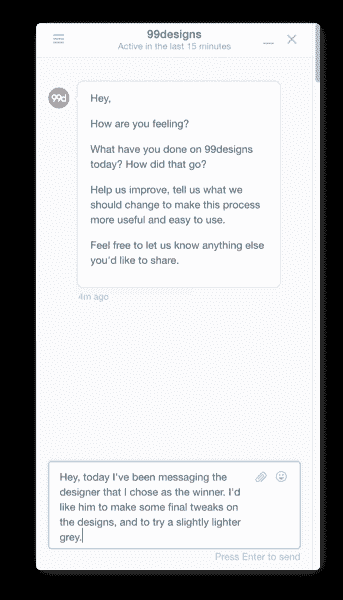 99designs
Active in the last 15 minutes
99d
Hey,
How are you feeling?
What have you done on 99designs
today? How did that go?
Help us improve, tell us what we
should change to make this process
more useful and easy to use.
Feel free to let us know anything else
you'd like to share.
4m ago
Hey, today I've been messaging the
designer that I chose as the winner. I'd
like him to make some final tweaks on
the designs, and to try a slightly lighter
grey.
Press Enter to send